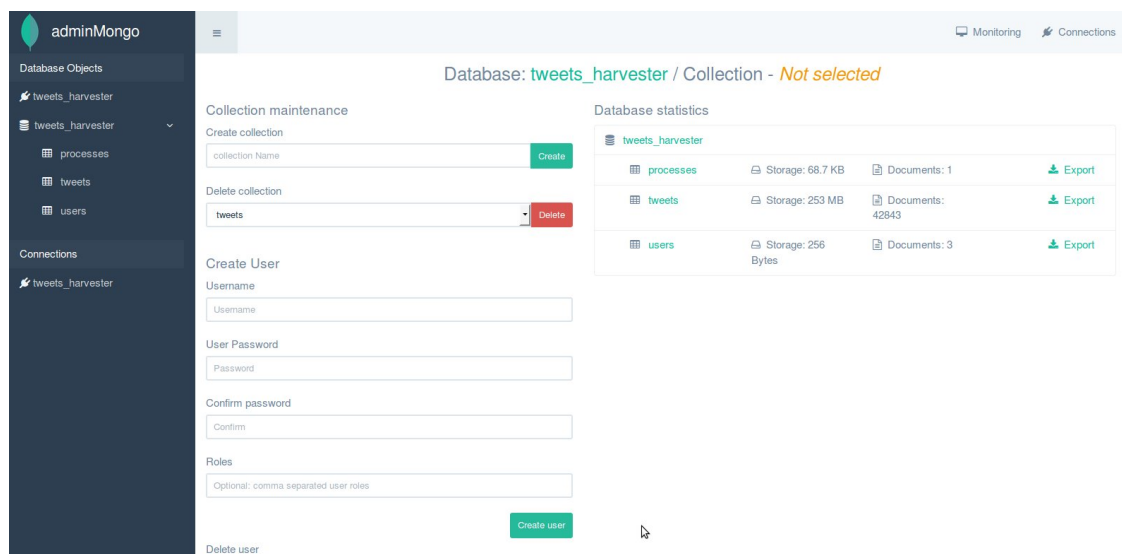 adminMongo
Monitoring
Connections
Database Objects
tweets_harvester
tweets_harvester
processes
tweets
users
Connections
tweets_harvester
Database: tweets_harvester / Collection - Not selected
Collection maintenance
Create collection
collection Name
Create
Delete collection
tweets
Delete
Create User
Username
Username
User Password
Password
Confirm password
Confirm
Roles
Optional: comma separated user roles
Create user
Delete user
Database statistics
tweets_harvester
processes Storage: 68.7 KB Documents: 1 Export
tweets Storage: 253 MB Documents: Export
42843
users Storage: 256 Documents: 3 Export
Bytes